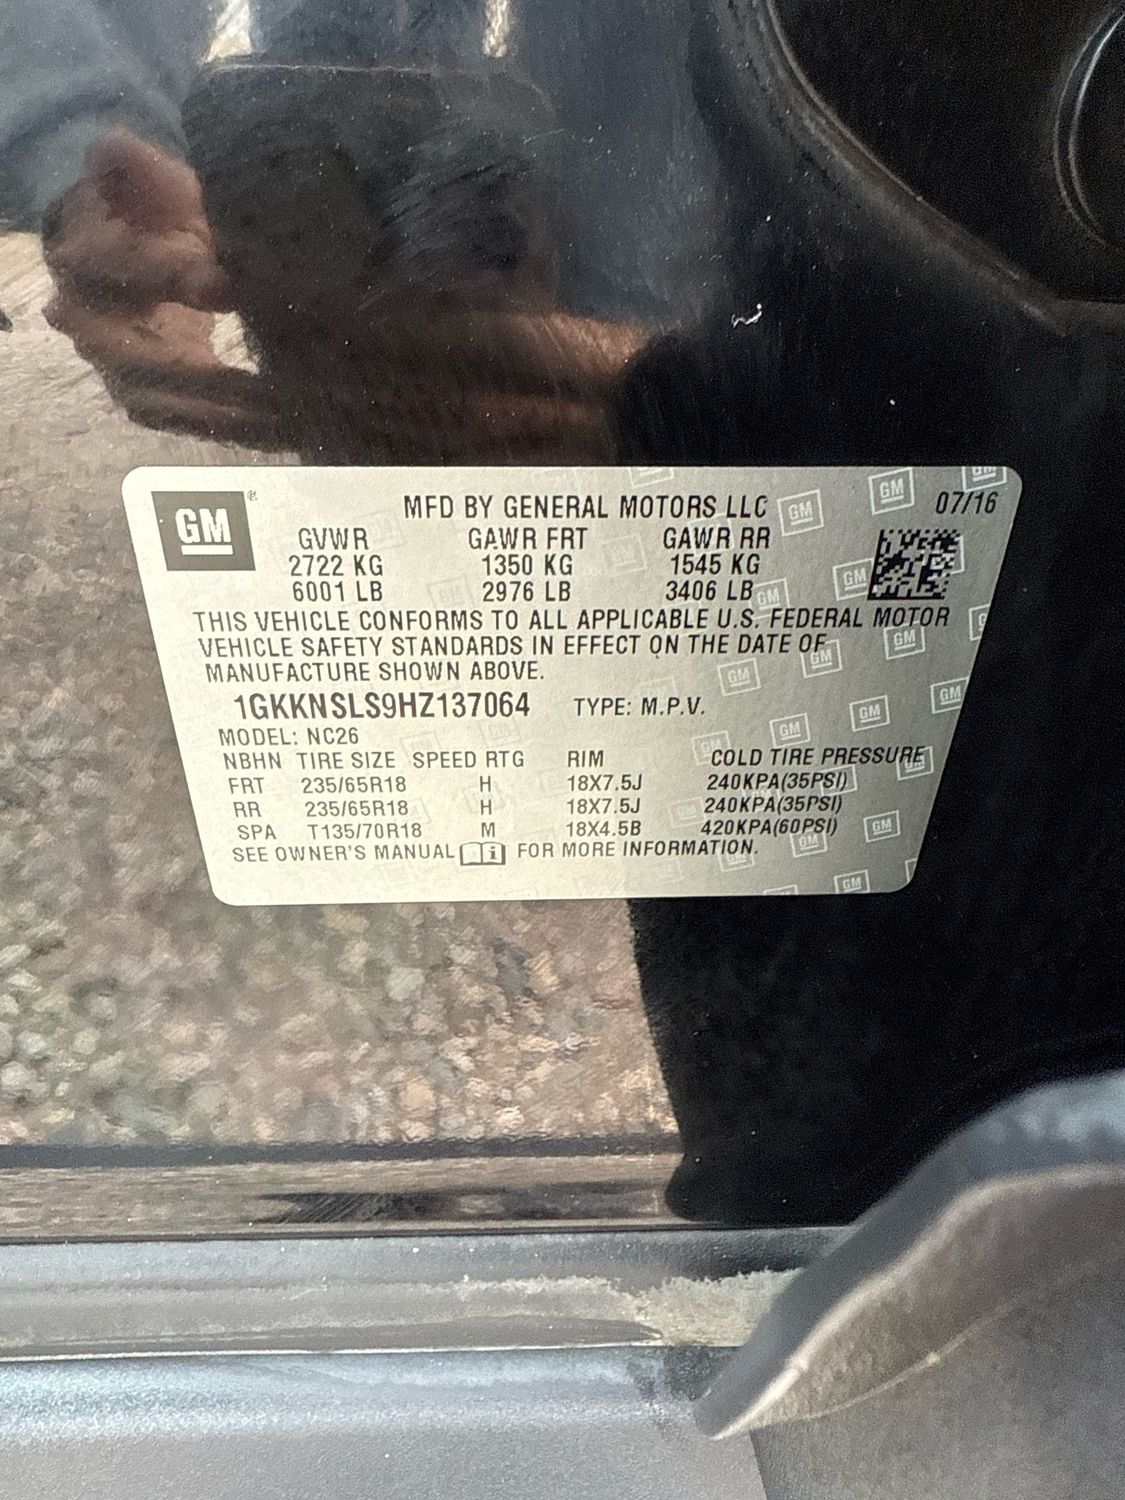 GM
MFD BY GENERAL MOTORS LLC 07/16
GVWR GAWR FRT GAWR RR
2722 KG 1350 KG 1545 KG
6001 LB 2976 LB 3406 LB
THIS VEHICLE CONFORMS TO ALL APPLICABLE U.S. FEDERAL MOTOR
VEHICLE SAFETY STANDARDS IN EFFECT ON THE DATE OF
MANUFACTURE SHOWN ABOVE.
1GKKNSLS9HZ137064 TYPE: M.P.V.
MODEL: NC26
NBHN TIRE SIZE SPEED RTG RIM COLD TIRE PRESSURE
FRT 235/65R18 H 18X7.5J 240KPA(35PSI)
RR 235/65R18 H 18X7.5J 240KPA(35PSI)
SPA T135/70R18 M 18X4.5B 420KPA(60PSI)
SEE OWNER'S MANUAL i FOR MORE INFORMATION.